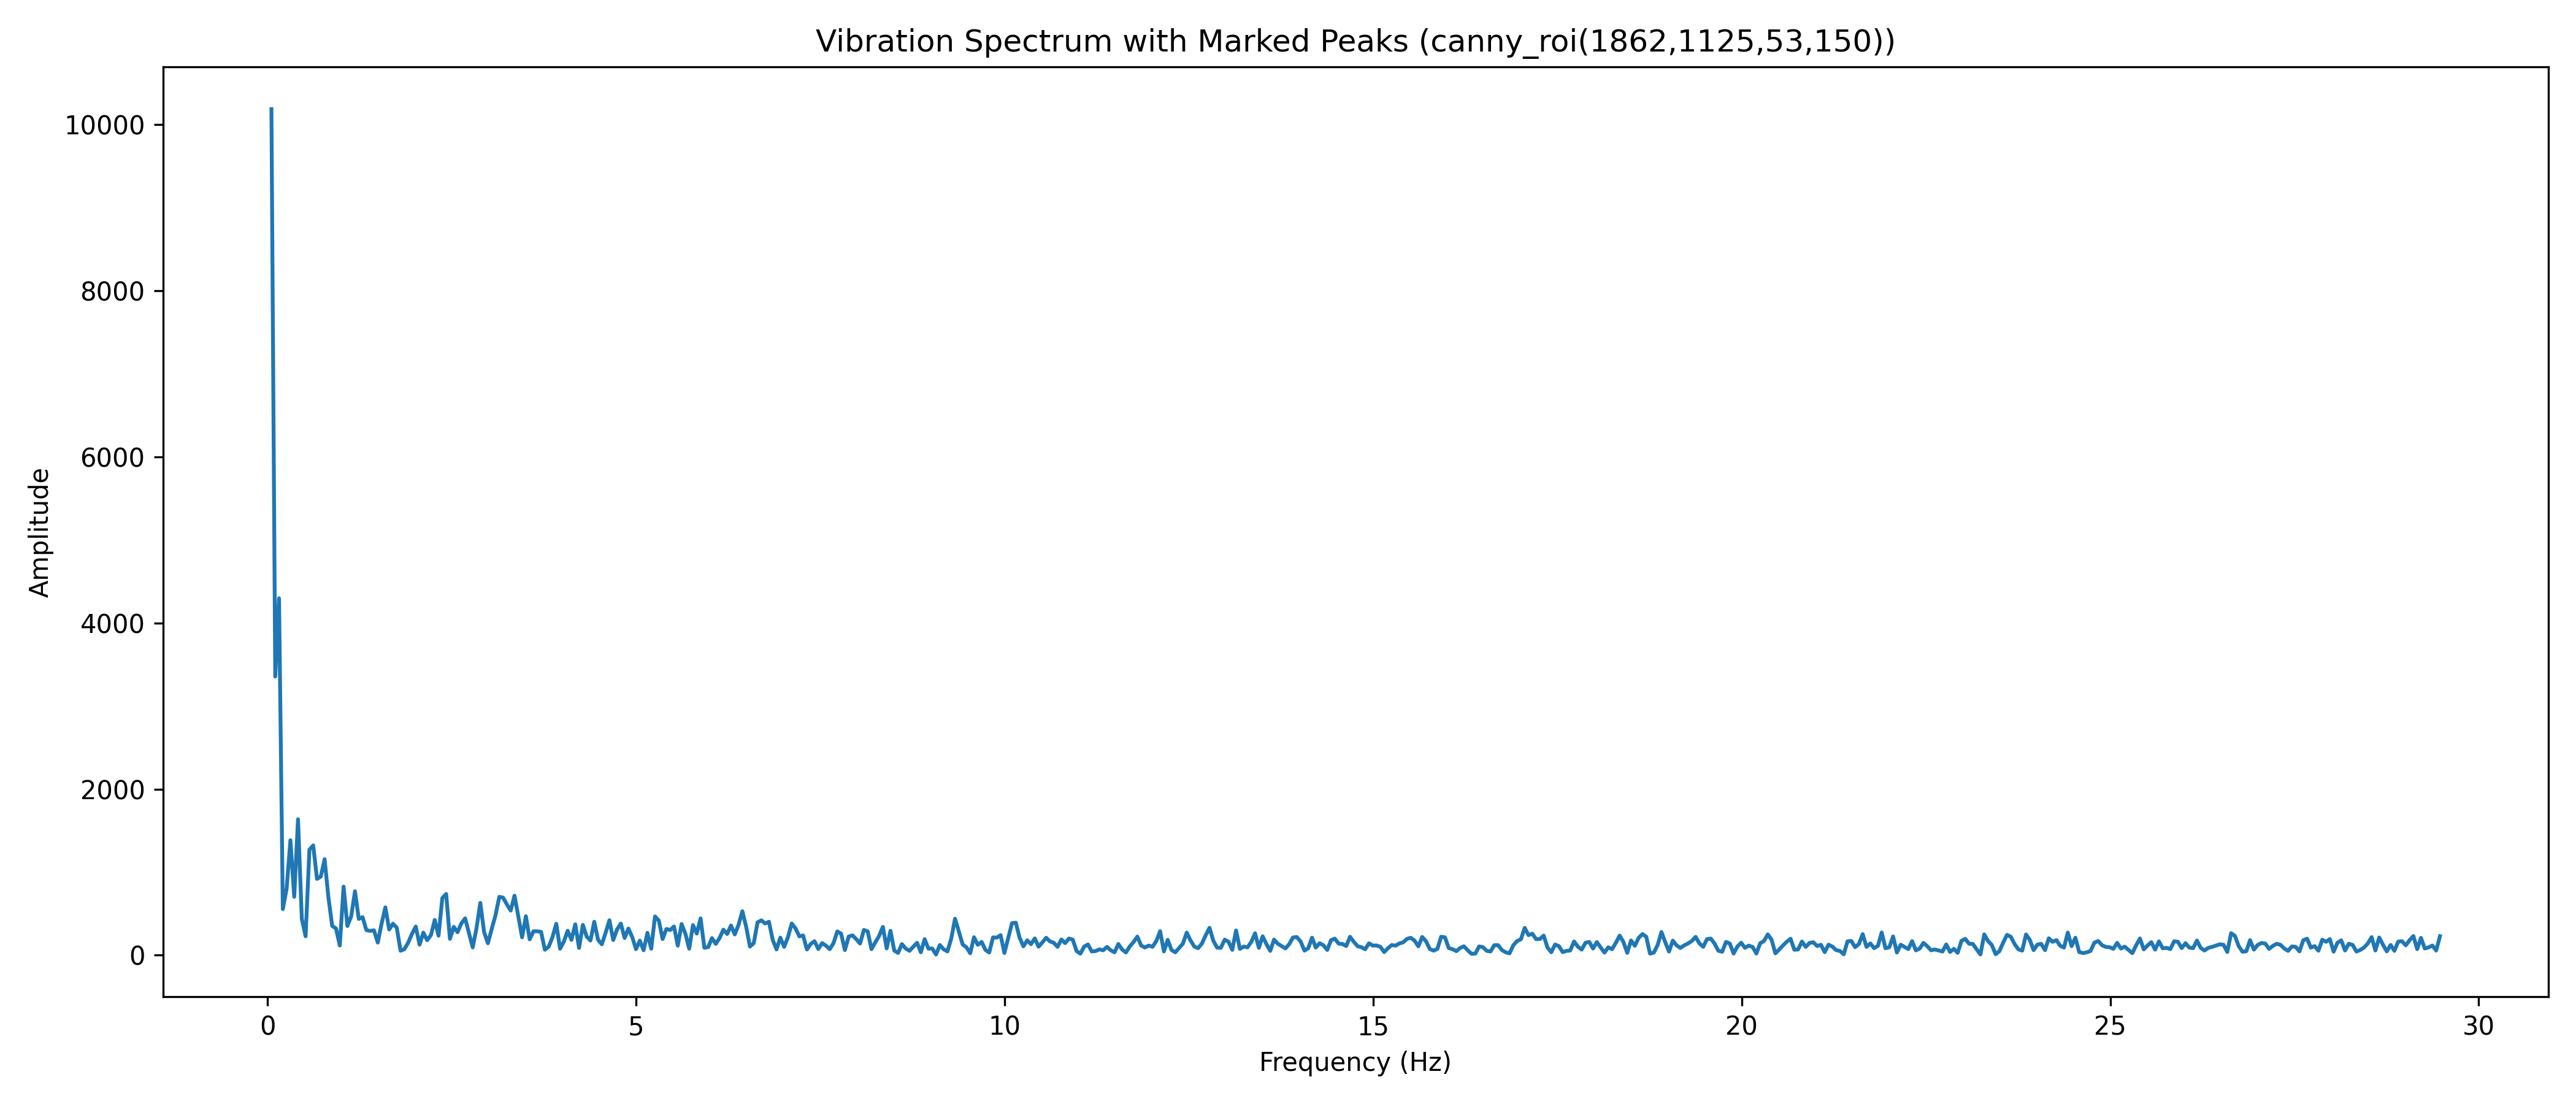 Vibration Spectrum with Marked Peaks (canny_roi(1862,1125,53,150))
10000
8000
6000
4000
2000
0
Amplitude
0 5 10 15 20 25 30
Frequency (Hz)